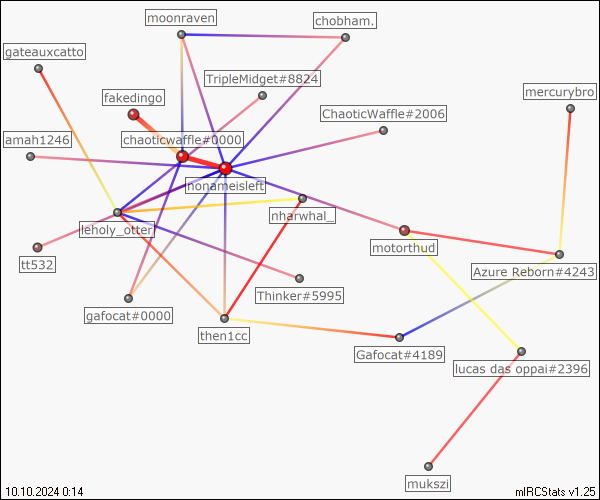 moonraven
chobham.
gateauxcatto
TripleMidget#8824
mercurybro
fakedingo
ChaoticWaffle#2006
amah1246
chaoticwaffle#0000
nonameisleft
nharwhal_
leholy_otter
motorthud
tt532
Azure Reborn#4243
Thinker#5995
gafocat#0000
then1cc
Gafocat#4189
lucas das oppai#2396
mukszi
10.10.2024 0:14
mIRCStats v1.25